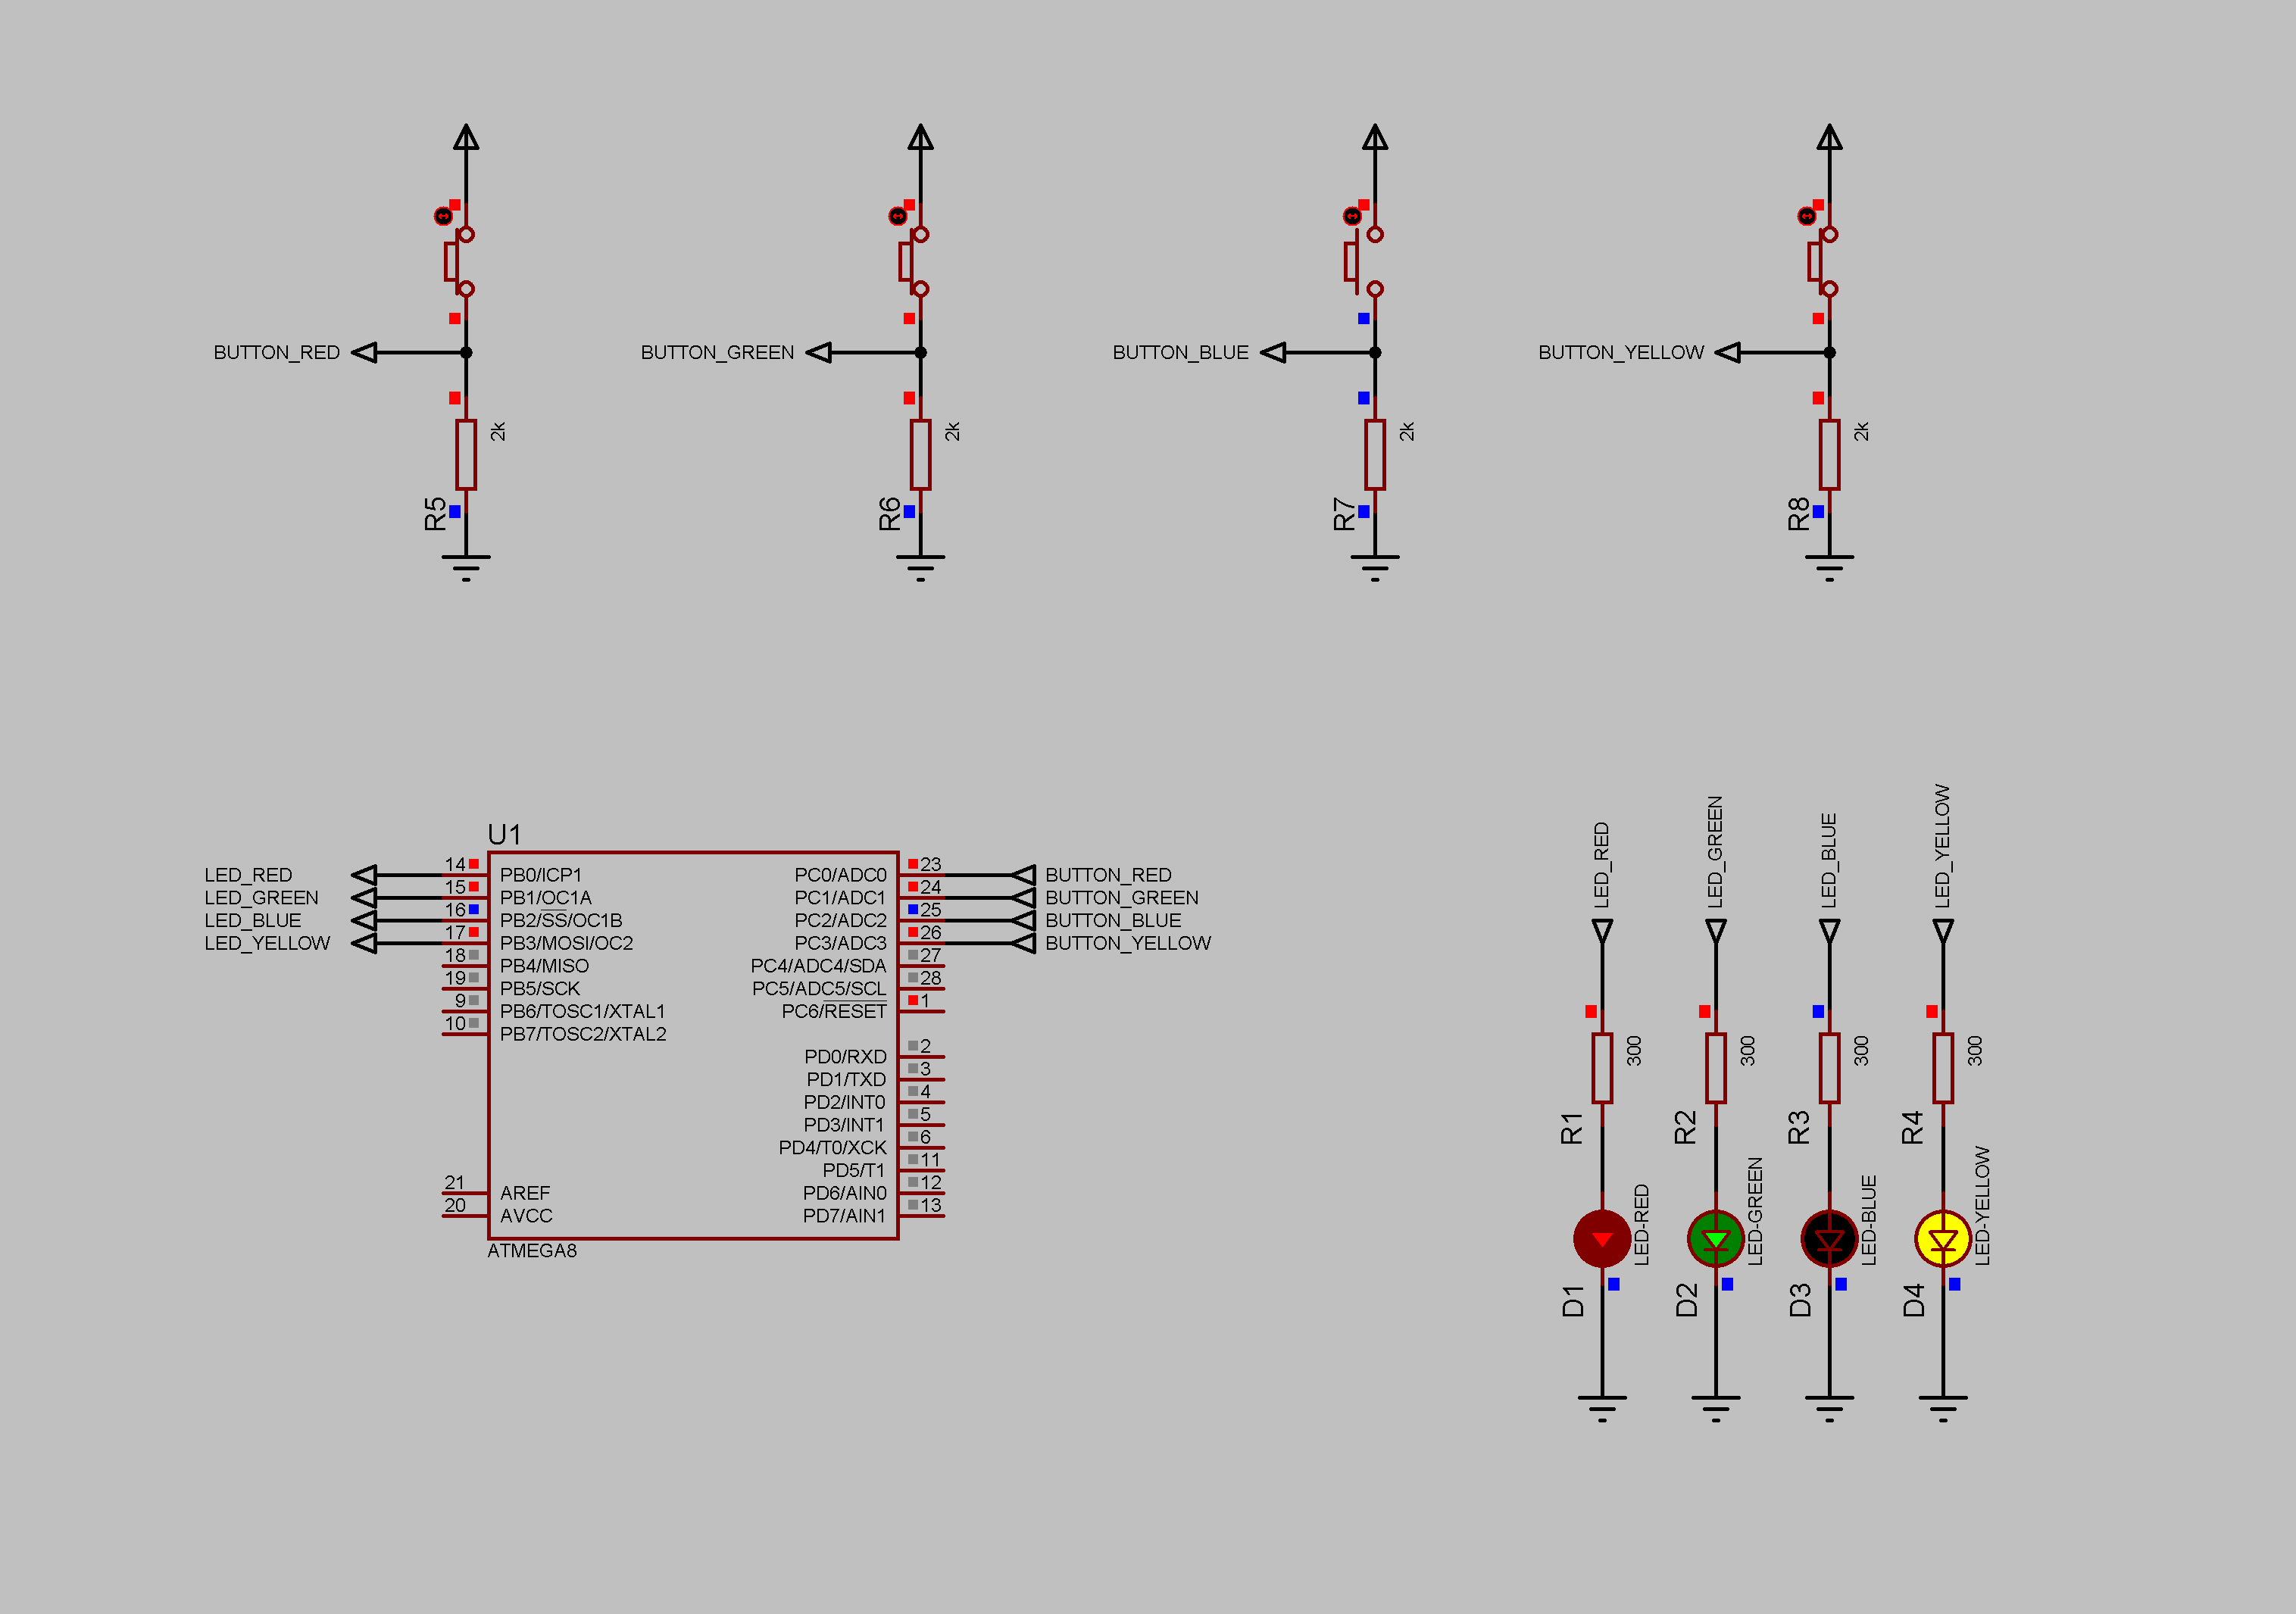 BUTTON_RED
2k
R5
BUTTON_GREEN
2k
R6
BUTTON_BLUE
2k
R7
BUTTON_YELLOW
2k
R8
U1
LED_RED
14
PB0/ICP1
LED_GREEN
15
PB1/OC1A
LED_BLUE
16
PB2/SS/OC1B
LED_YELLOW
17
PB3/MOSI/OC2
18
PB4/MISO
19
PB5/SCK
9
PB6/TOSC1/XTAL1
10
PB7/TOSC2/XTAL2
21
AREF
20
AVCC
PC0/ADC0
23
BUTTON_RED
PC1/ADC1
24
BUTTON_GREEN
PC2/ADC2
25
BUTTON_BLUE
PC3/ADC3
26
BUTTON_YELLOW
PC4/ADC4/SDA
27
PC5/ADC5/SCL
28
PC6/RESET
1
PD0/RXD
2
PD1/TXD
3
PD2/INT0
4
PD3/INT1
5
PD4/T0/XCK
6
PD5/T1
11
PD6/AIN0
12
PD7/AIN1
13
ATMEGA8
LED_RED
300
R1
LED-RED
D1
LED_GREEN
300
R2
LED-GREEN
D2
LED_BLUE
300
R3
LED-BLUE
D3
LED_YELLOW
300
R4
LED-YELLOW
D4